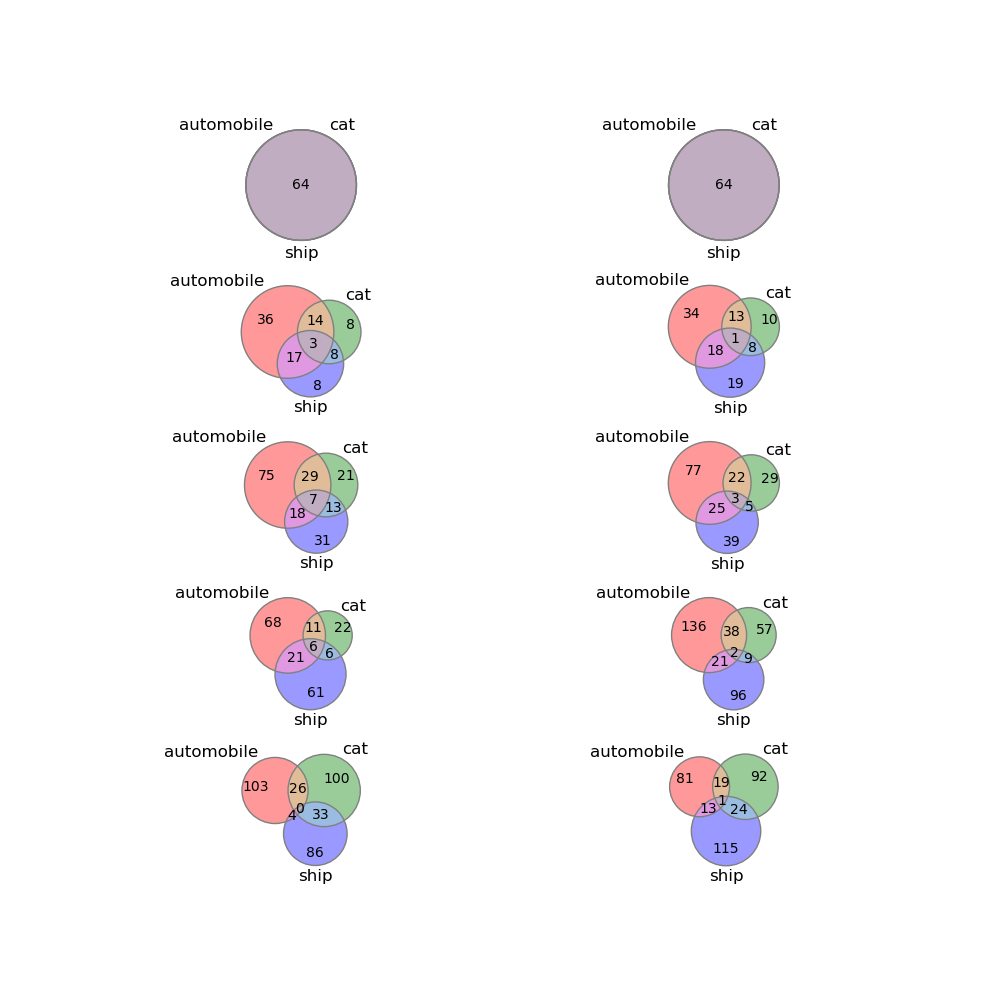 automobile cat automobile cat
64 64
ship ship
automobile cat automobile cat
36 14 8 34 13 10
3 1
17 8 18 8
8 19
ship ship
automobile cat automobile cat
75 29 21 77 22 29
7 3
18 13 25 5
31 39
ship ship
automobile cat automobile cat
68 11 22 136 38 57
6 2
21 6 21 9
61 96
ship ship
automobile cat automobile cat
103 26 100 81 19 92
0 1
4 33 13 24
86 115
ship ship